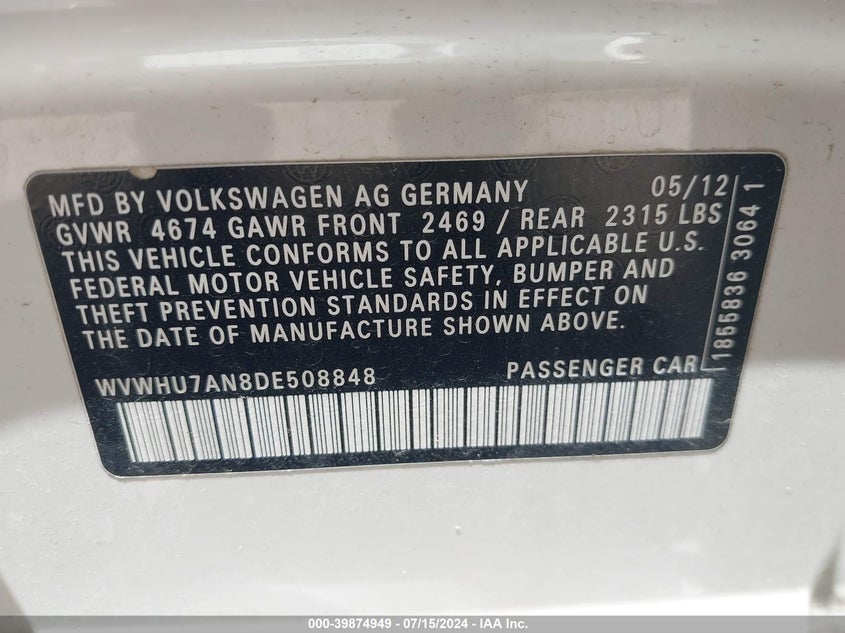 MFD BY VOLKSWAGEN AG GERMANY 05/12
GVWR 4674 GAWR FRONT 2469 / REAR 2315 LBS
THIS VEHICLE CONFORMS TO ALL APPLICABLE U.S.
FEDERAL MOTOR VEHICLE SAFETY, BUMPER AND
THEFT PREVENTION STANDARDS IN EFFECT ON
THE DATE OF MANUFACTURE SHOWN ABOVE.
WVWHU7AN8DE508848 PASSENGER CAR
1855836 30641
000-39874949 - 07/15/2024 - IAA Inc.